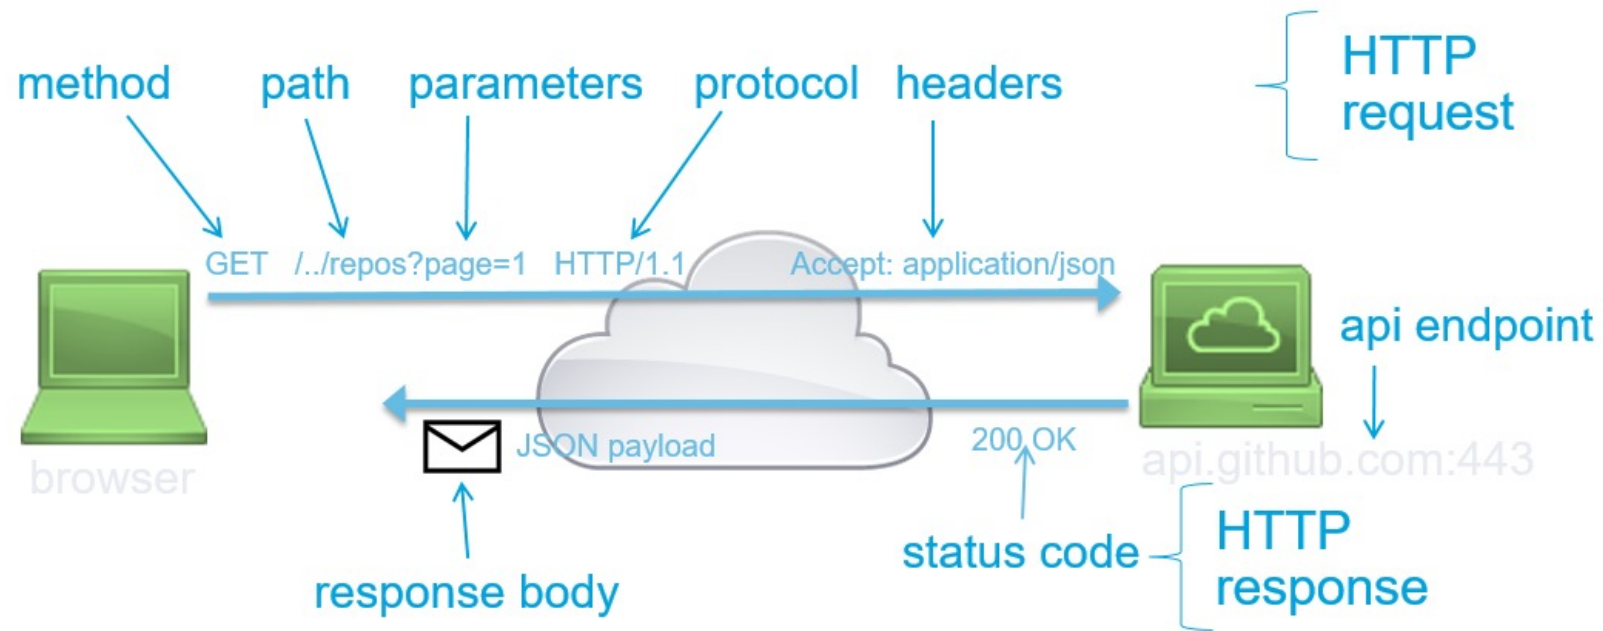 HTTP
request
method path parameters protocol headers
GET /../repos?page=1 HTTP/1.1 Accept: application/json
api endpoint
JSON payload
200 OK
api.github.com:443
browser
HTTP
response
status code
response body